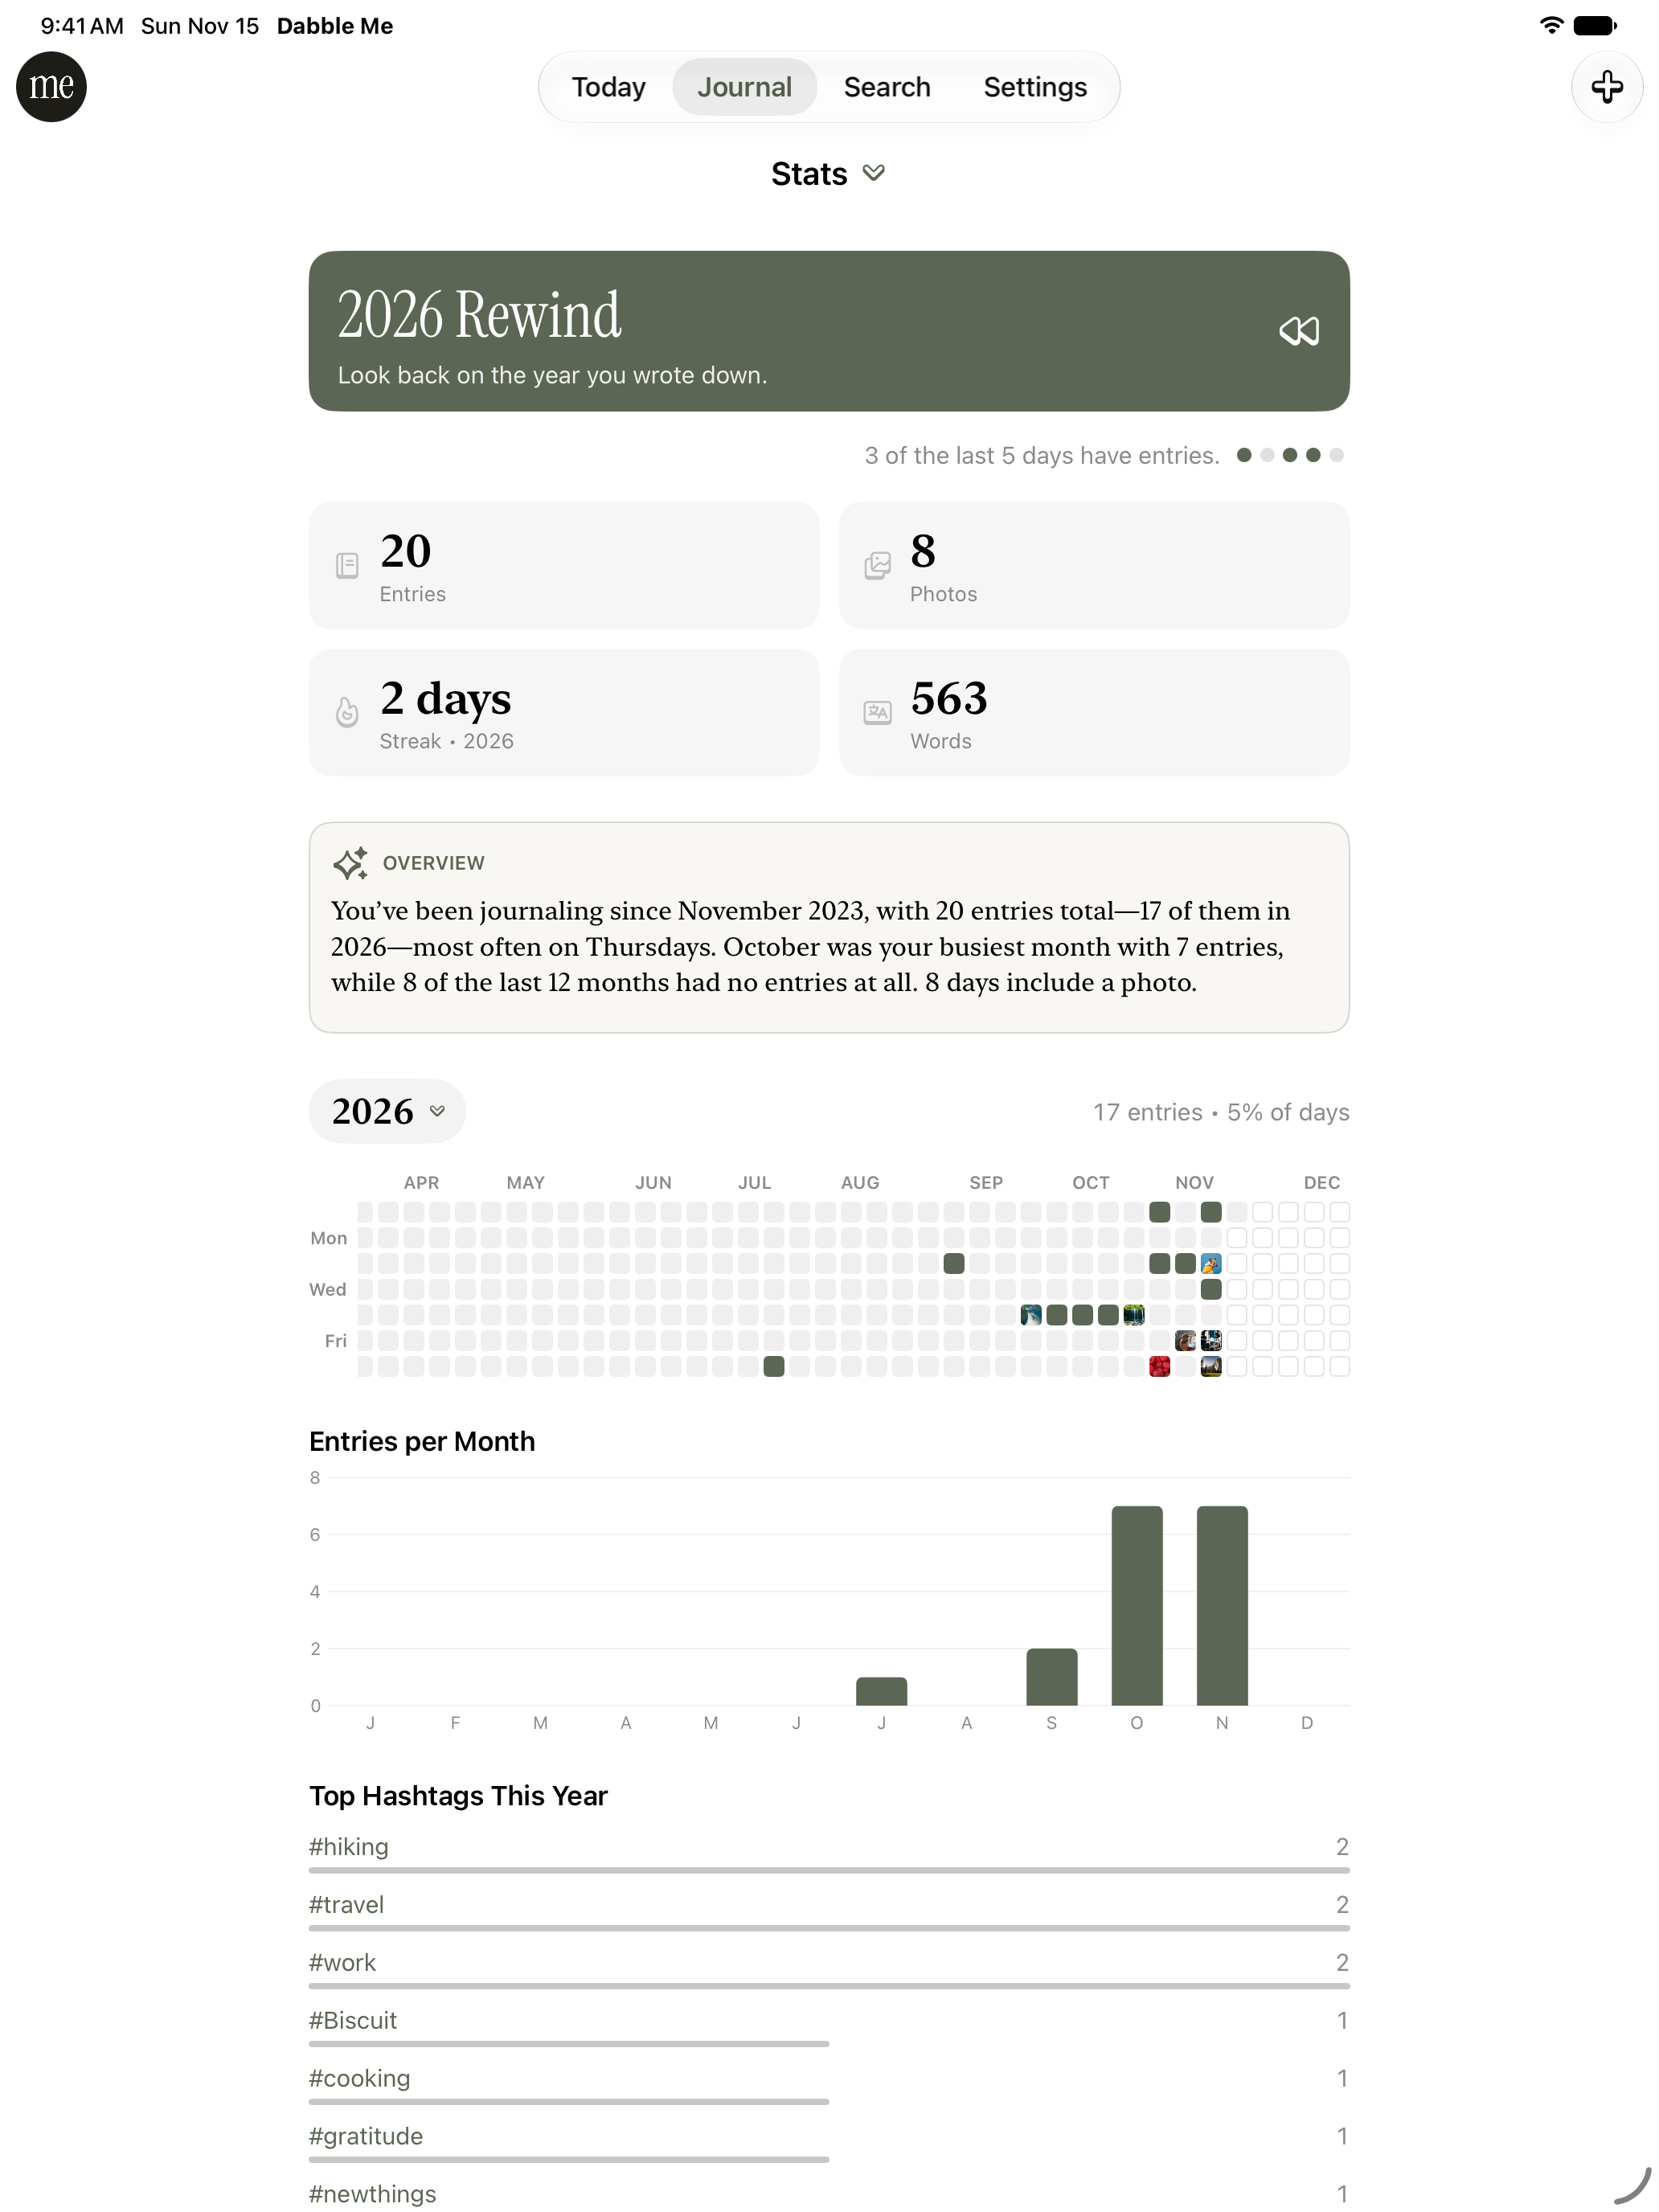 9:41 AM Sun Nov 15 Dabble Me
me
Today Journal Search Settings
Stats
2026 Rewind
Look back on the year you wrote down.
3 of the last 5 days have entries.
20
Entries
8
Photos
2 days
Streak • 2026
563
Words
OVERVIEW
You’ve been journaling since November 2023, with 20 entries total—17 of them in
2026—most often on Thursdays. October was your busiest month with 7 entries,
while 8 of the last 12 months had no entries at all. 8 days include a photo.
2026
17 entries • 5% of days
APR MAY JUN JUL AUG SEP OCT NOV DEC
Mon
Wed
Fri
Entries per Month
8
6
4
2
0
J F M A M J J A S O N D
Top Hashtags This Year
#hiking 2
#travel 2
#work 2
#Biscuit 1
#cooking 1
#gratitude 1
#newthings 1